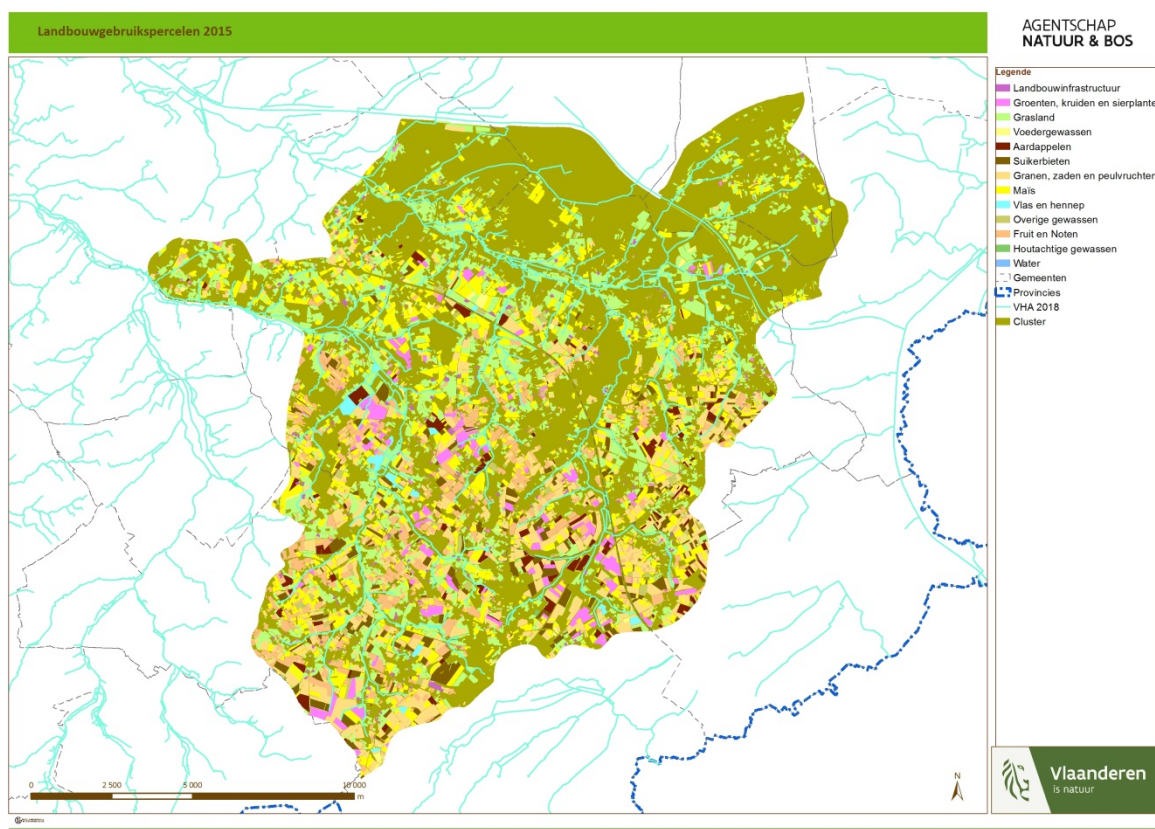 Landbouwgebruikspercelen 2015
AGENTSCHAP
NATUUR & BOS
Legende
Landbouwinfrastructuur
Groenten, kruiden en sierplante
Grasland
Voedergewassen
Aardappelen
Suikerbieten
Granen, zaden en peulvruchten
Maïs
Vlas en hennep
Overige gewassen
Fruit en Noten
Houtachtige gewassen
Water
Gemeenten
Provincies
VHA 2018
Cluster
0 2 500 5 000 10 000
m
N
Vlaanderen
is natuur